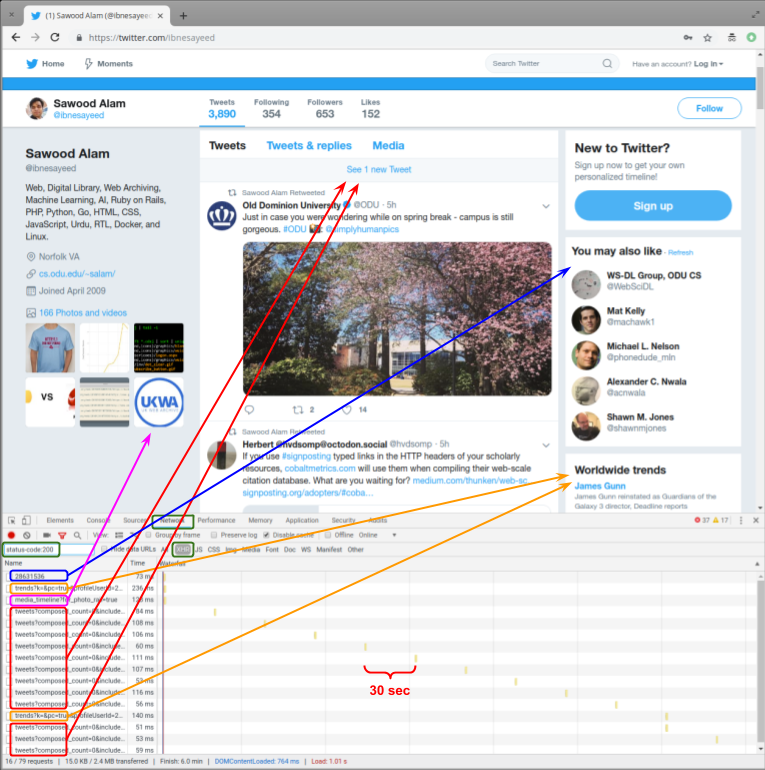 (1) Sawood Alam (@ibnesayeed
https://twitter.com/ibnesayeed
Home
Moments
Search Twitter
Have an account? Log in
Sawood Alam
@ibnesayeed
Tweets
3,890
Following
354
Followers
653
Likes
152
Follow
Sawood Alam
@ibnesayeed
Web, Digital Library, Web Archiving,
Machine Learning, AI, Ruby on Rails,
PHP, Python, Go, HTML, CSS,
JavaScript, Urdu, RTL, Docker, and
Linux.
Norfolk VA
cs.odu.edu/~salam/
Joined April 2009
166 Photos and videos
VS
UKWA
Tweets
Tweets & replies
Media
See 1 new Tweet
Sawood Alam Retweeted
Old Dominion University @ODU · 5h
Just in case you were wondering while on spring break - campus is still
gorgeous. #ODU : @simplyhumanpics
2
14
Sawood Alam Retweeted
Herbert @hvdsomp@octodon.social @hvdsomp · 5h
If you use #signposting typed links in the HTTP headers of your scholarly
resources, cobaltmetrics.com will use them when compiling their web-scale
citation database. What are you waiting for? medium.com/thunken/web-sc…
signposting.org/adopters/#coba…
New to Twitter?
Sign up now to get your own
personalized timeline!
Sign up
You may also like · Refresh
WS-DL Group, ODU CS
@WebSciDL
Mat Kelly
@machawk1
Michael L. Nelson
@phonedude_mln
Alexander C. Nwala
@acnwala
Shawn M. Jones
@shawnmjones
Worldwide trends
James Gunn
James Gunn reinstated as Guardians of the
Galaxy 3 director, Deadline reports
Elements
Console
Sources
Network
Performance
Memory
Application
Security
Audits
37
17
View:
Group by frame
Preserve log
Disable cache
Offline
Online
status-code:200
Hide data URLs
All
XHR
JS
CSS
Img
Media
Font
Doc
WS
Manifest
Other
Name
Time
Waterfall
28631536
73 ms
trends?k=&pc=true&profileUserId=2...
236 ms
media_timeline?for_photo_rail=true
tweets?composed_count=0&include...
84 ms
tweets?composed_count=0&include...
108 ms
tweets?composed_count=0&include...
106 ms
tweets?composed_count=0&include...
60 ms
tweets?composed_count=0&include...
111 ms
tweets?composed_count=0&include...
107 ms
tweets?composed_count=0&include...
tweets?composed_count=0&include...
116 ms
tweets?composed_count=0&include...
56 ms
trends?k=&pc=true&profileUserId=2...
140 ms
tweets?composed_count=0&include...
51 ms
tweets?composed_count=0&include...
53 ms
tweets?composed_count=0&include...
59 ms
30 sec
16 / 79 requests | 15.0 KB / 2.4 MB transferred | Finish: 6.0 min | DOMContentLoaded: 764 ms | Load: 1.01 s